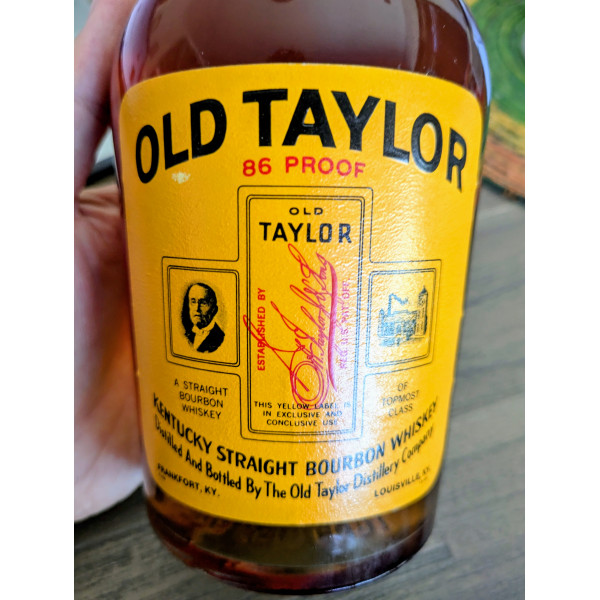 OLD TAYLOR
86 PROOF
OLD
TAYLOR
ESTABLISHED BY
REG. U.S. PAT. OFF.
A STRAIGHT
BOURBON
WHISKEY
OF
TOPMOST
CLASS
THIS YELLOW LABEL IS
IN EXCLUSIVE AND
CONCLUSIVE USE
KENTUCKY STRAIGHT BOURBON WHISKEY
Distilled And Bottled By The Old Taylor Distillery Company
FRANKFORT, KY.
LOUISVILLE, KY.